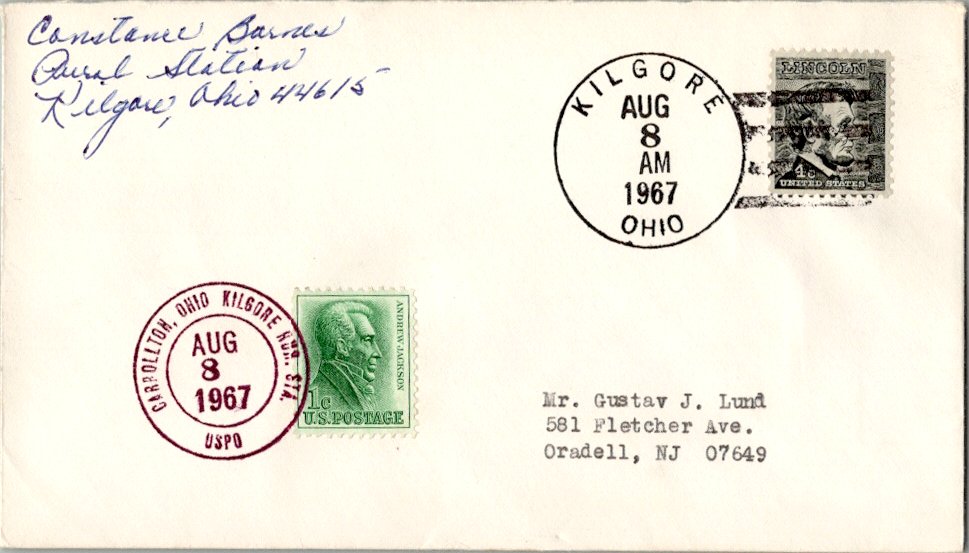 Constance Barnes
Rural Station
Kilgore, Ohio 44615
KILGORE
AUG
8
AM
1967
OHIO
LINCOLN
4c
UNITED STATES
CARROLLTON, OHIO KILGORE RUR. STA.
AUG
8
1967
USPO
ANDREW JACKSON
1c
U.S. POSTAGE
Mr. Gustav J. Lund
581 Fletcher Ave.
Oradell, NJ 07649